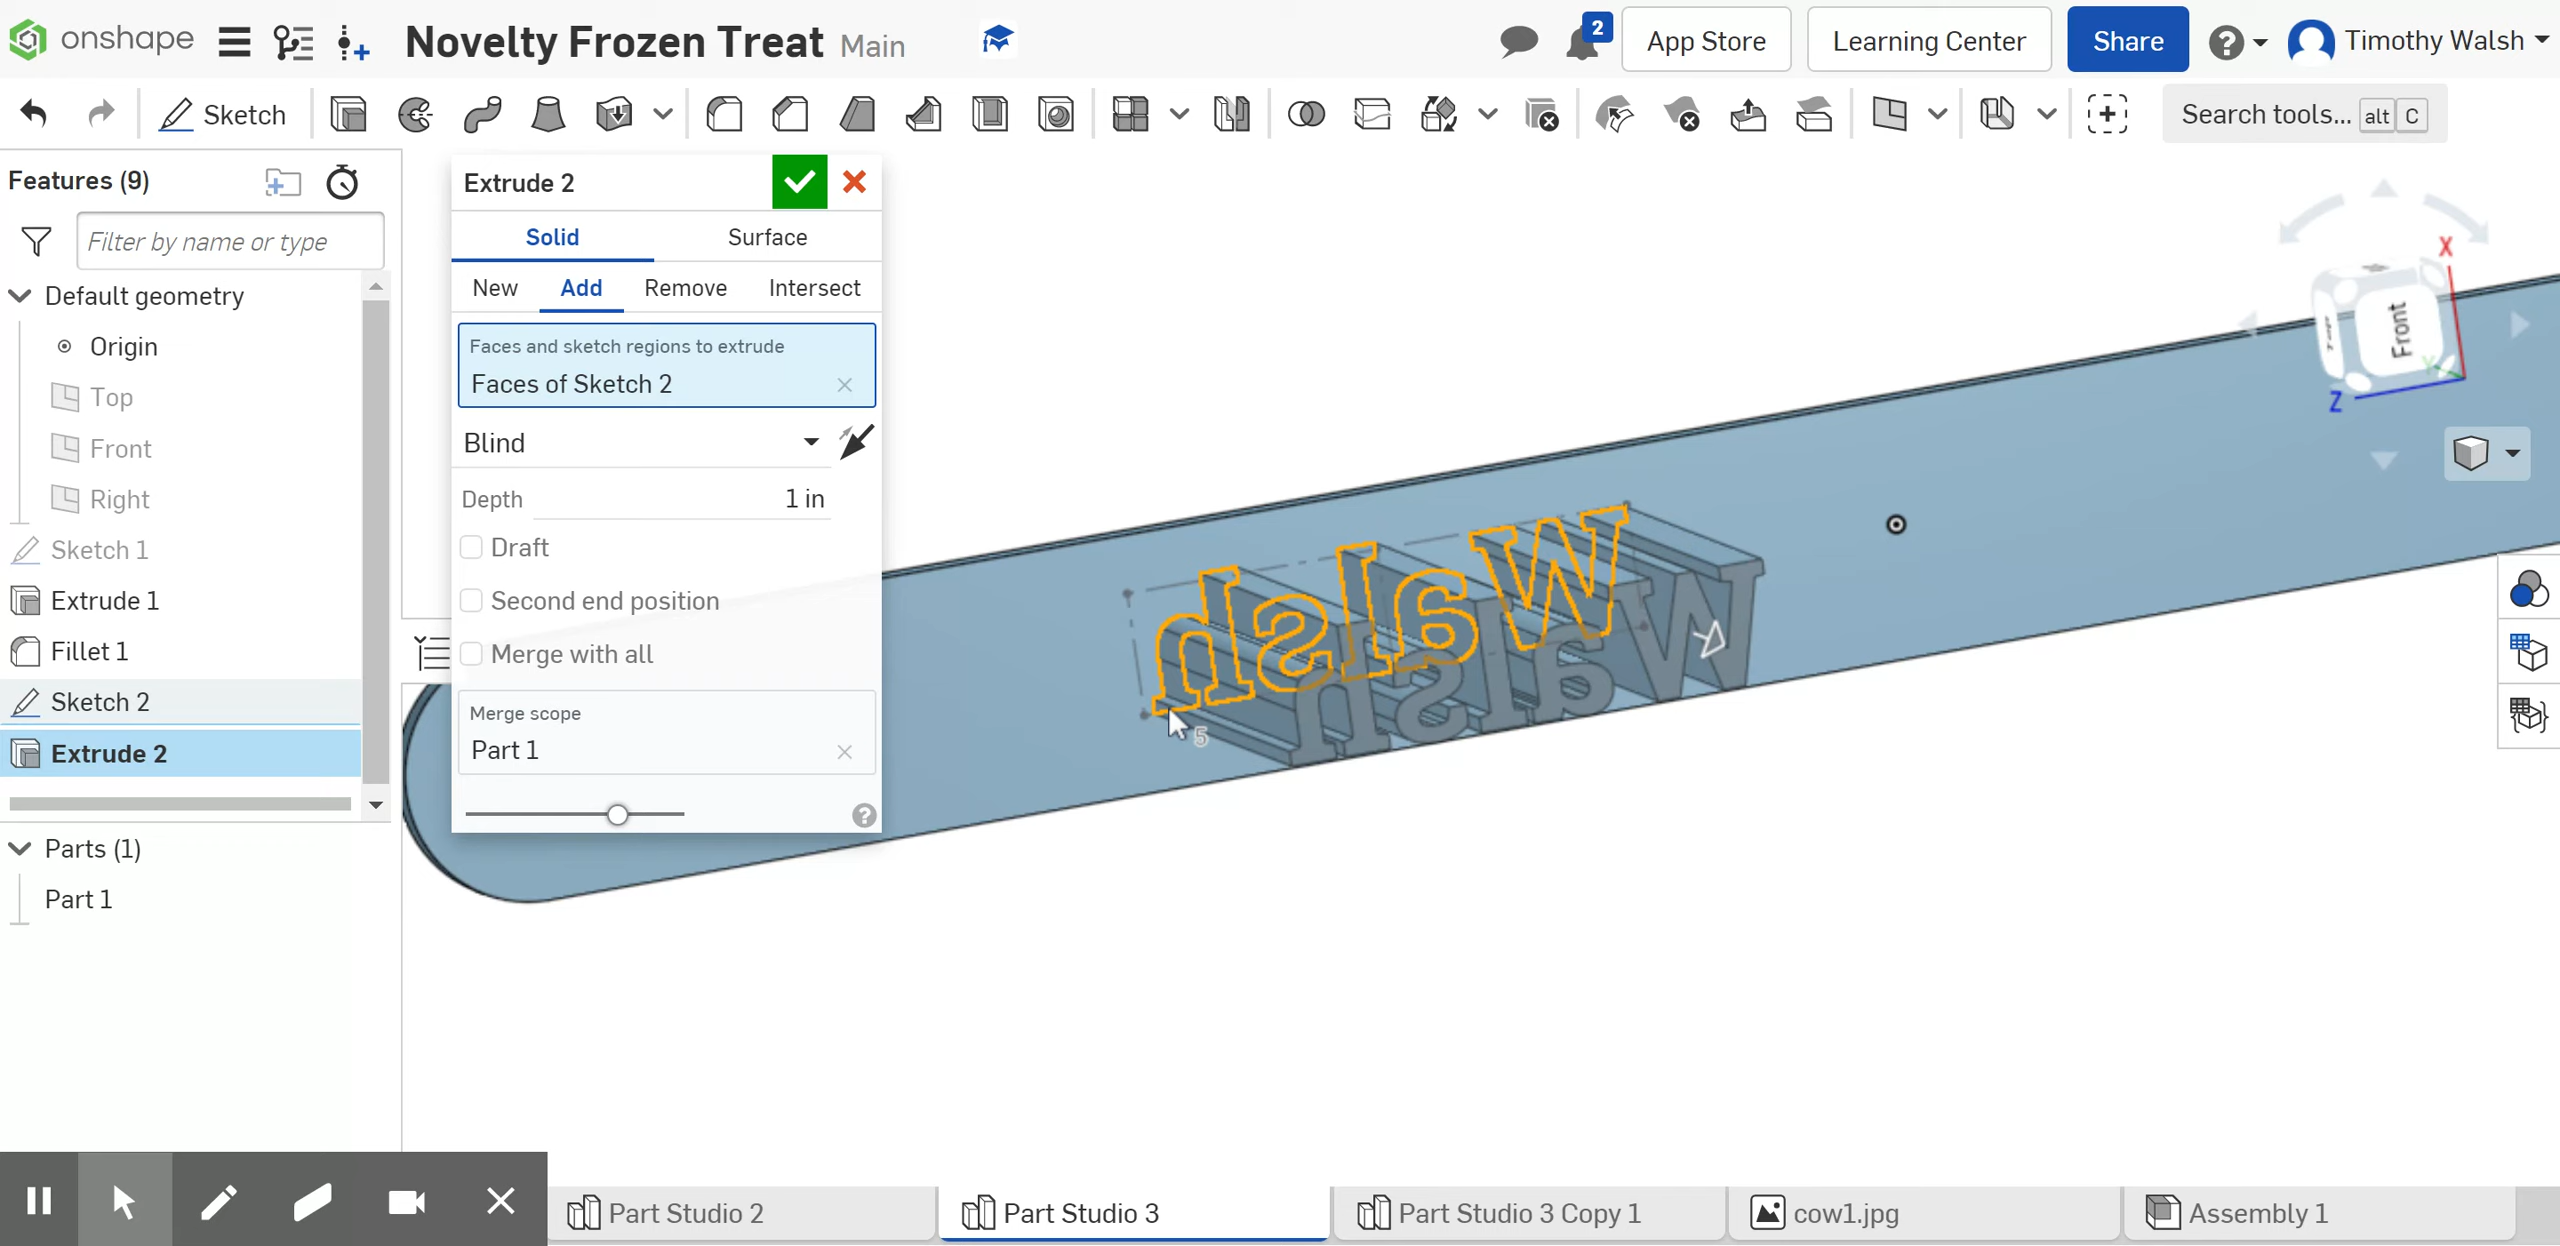 onshape
Novelty Frozen Treat Main
2
App Store
Learning Center
Share
Timothy Walsh
Sketch
Search tools... alt C
Features (9)
Filter by name or type
Default geometry
Origin
Top
Front
Right
Sketch 1
Extrude 1
Fillet 1
Sketch 2
Extrude 2
Parts (1)
Part 1
Extrude 2
Solid Surface
New Add Remove Intersect
Faces and sketch regions to extrude
Faces of Sketch 2
Blind
Depth 1 in
Draft
Second end position
Merge with all
Merge scope
Part 1
Walsh
Walsh
5
X
Front
Y
Z
Part Studio 2
Part Studio 3
Part Studio 3 Copy 1
cow1.jpg
Assembly 1